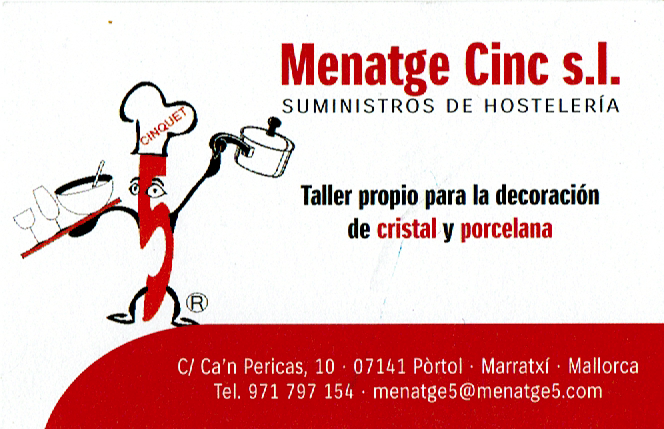 Menatge Cinc s.l.
SUMINISTROS DE HOSTELERÍA
CINQUET
5
®
Taller propio para la decoración
de cristal y porcelana
C/ Ca'n Pericas, 10 · 07141 Pòrtol · Marratxí · Mallorca
Tel. 971 797 154 · menatge5@menatge5.com